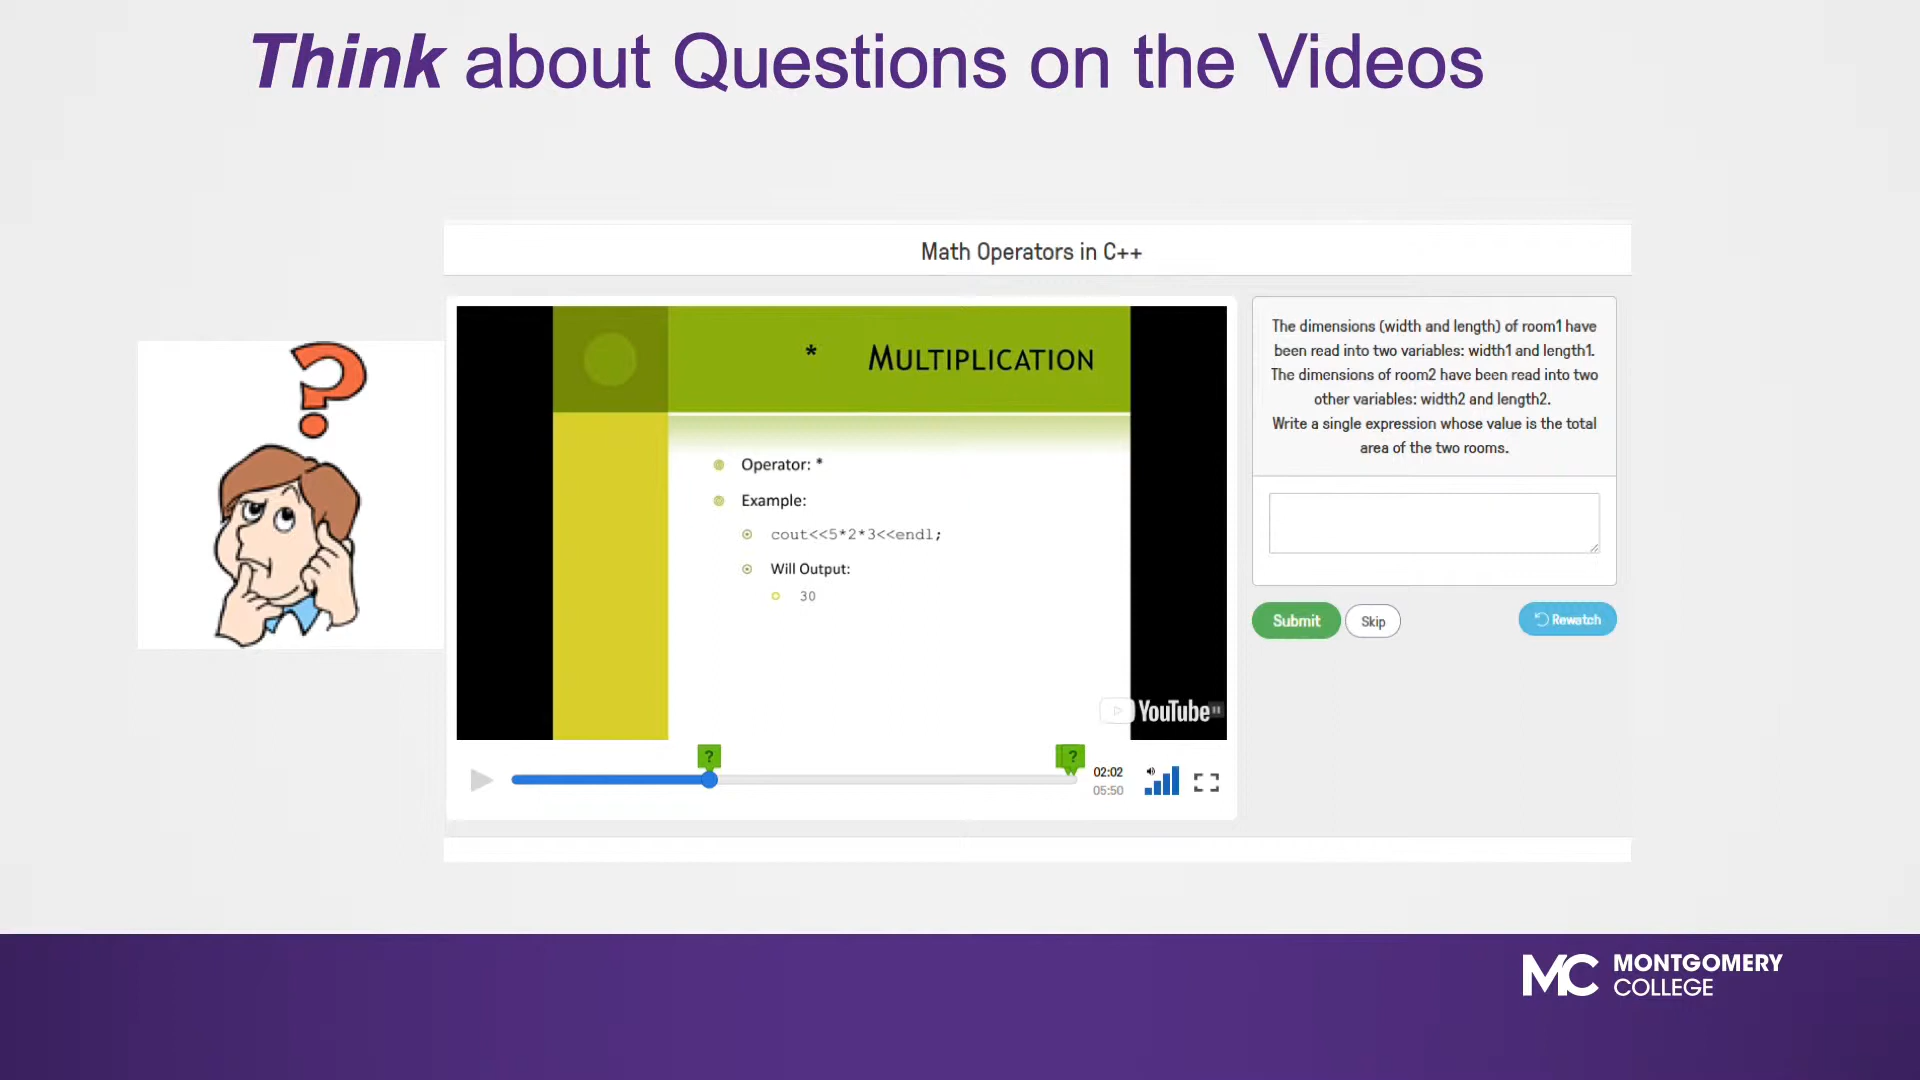 Think about Questions on the Videos
Math Operators in C++
* MULTIPLICATION
Operator: *
Example:
cout<<5*2*3<<endl;
Will Output:
30
YouTube
?
?
02:02
05:50
The dimensions (width and length) of room1 have
been read into two variables: width1 and length1.
The dimensions of room2 have been read into two
other variables: width2 and length2.
Write a single expression whose value is the total
area of the two rooms.
Submit
Skip
Rewatch
MC MONTGOMERY
COLLEGE